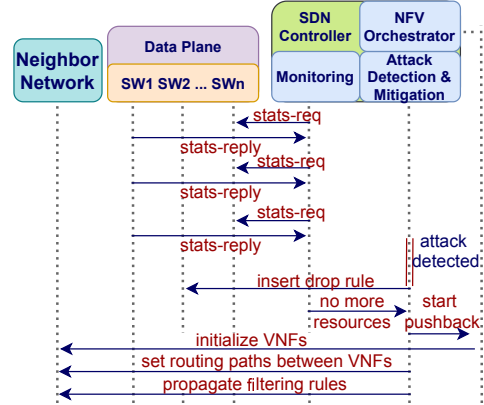 SDN
Controller
NFV
Orchestrator
Neighbor
Network
Data Plane
SW1 SW2 ... SWn
Monitoring
Attack
Detection &
Mitigation
stats-req
stats-reply
stats-req
stats-reply
stats-req
stats-reply
attack
detected
insert drop rule
no more
resources
start
pushback
initialize VNFs
set routing paths between VNFs
propagate filtering rules